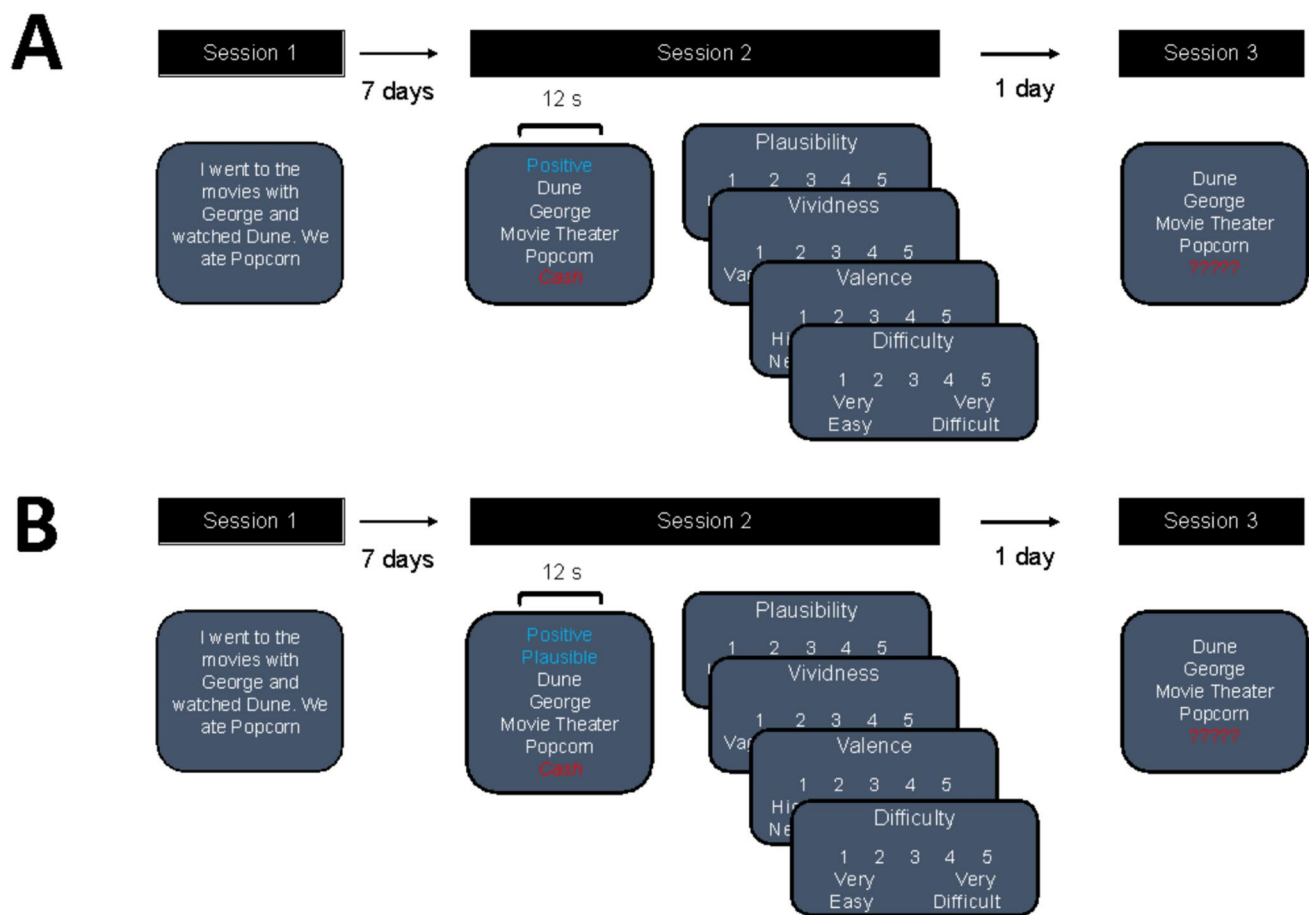 A
Session 1
7 days
Session 2
1 day
Session 3
I went to the
movies with
George and
watched Dune. We
ate Popcorn
12 s
Positive
Dune
George
Movie Theater
Popcorn
Cash
Plausibility
1 2 3 4 5
Vividness
1 2 3 4 5
Valence
1 2 3 4 5
Difficulty
1 2 3 4 5
Very Very
Easy Difficult
Dune
George
Movie Theater
Popcorn
?????
B
Session 1
7 days
Session 2
1 day
Session 3
I went to the
movies with
George and
watched Dune. We
ate Popcorn
12 s
Positive
Plausible
Dune
George
Movie Theater
Popcorn
Cash
Plausibility
1 2 3 4 5
Vividness
1 2 3 4 5
Valence
1 2 3 4 5
Difficulty
1 2 3 4 5
Very Very
Easy Difficult
Dune
George
Movie Theater
Popcorn
?????